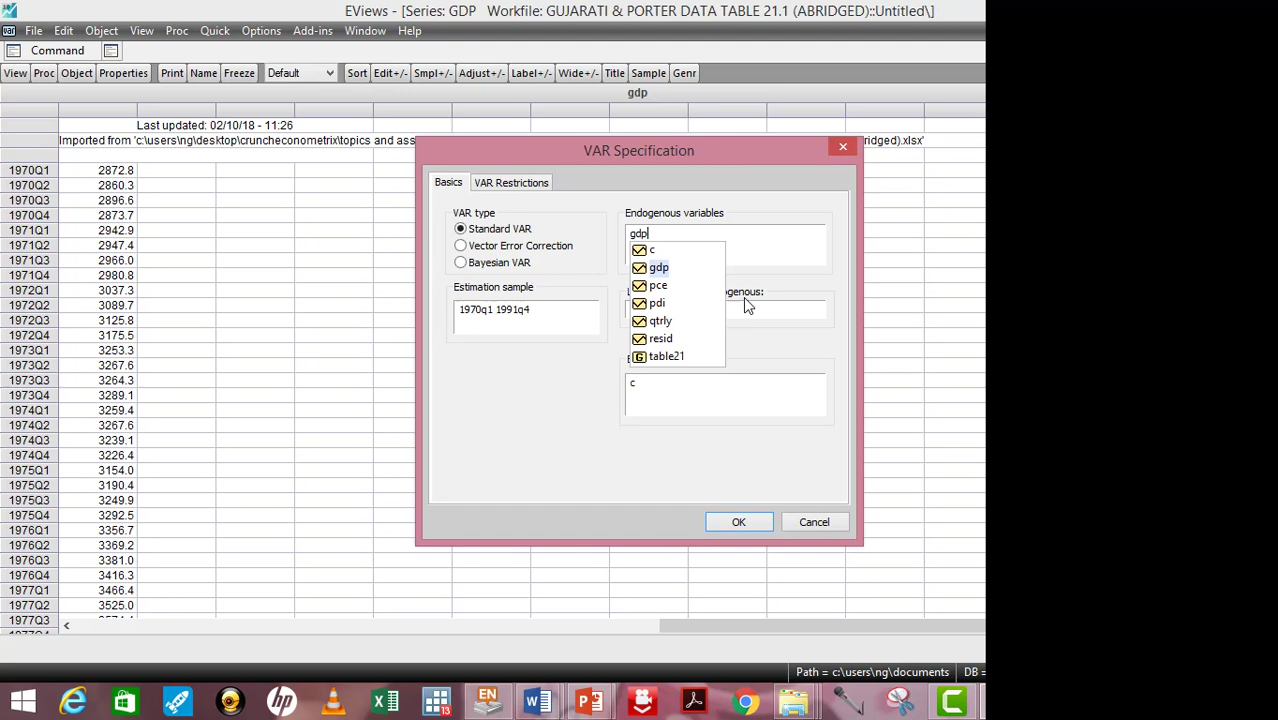 EViews - [Series: GDP Workfile: GUJARATI & PORTER DATA TABLE 21.1 (ABRIDGED)::Untitled\]
var File Edit Object View Proc Quick Options Add-ins Window Help
Command
View Proc Object Properties Print Name Freeze Default Sort Edit+/- Smpl+/- Adjust+/- Label+/- Wide+/- Title Sample Genr
gdp
Last updated: 02/10/18 - 11:26
Imported from 'c:\users\ng\desktop\cruncheconometrix\topics and ass
ridged).xlsx'
1970Q1 2872.8
1970Q2 2860.3
1970Q3 2896.6
1970Q4 2873.7
1971Q1 2942.9
1971Q2 2947.4
1971Q3 2966.0
1971Q4 2980.8
1972Q1 3037.3
1972Q2 3089.7
1972Q3 3125.8
1972Q4 3175.5
1973Q1 3253.3
1973Q2 3267.6
1973Q3 3264.3
1973Q4 3289.1
1974Q1 3259.4
1974Q2 3267.6
1974Q3 3239.1
1974Q4 3226.4
1975Q1 3154.0
1975Q2 3190.4
1975Q3 3249.9
1975Q4 3292.5
1976Q1 3356.7
1976Q2 3369.2
1976Q3 3381.0
1976Q4 3416.3
1977Q1 3466.4
1977Q2 3525.0
1977Q3
VAR Specification
Basics VAR Restrictions
VAR type
Standard VAR
Vector Error Correction
Bayesian VAR
Estimation sample
1970q1 1991q4
Endogenous variables
gdp
c
gdp
pce
pdi
qtrly
resid
G table21
ogenous:
c
OK Cancel
Path = c:\users\ng\documents DB =
hp
EN
13